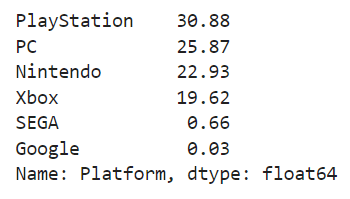 PlayStation    30.88
PC             25.87
Nintendo       22.93
Xbox           19.62
SEGA            0.66
Google          0.03
Name: Platform, dtype: float64